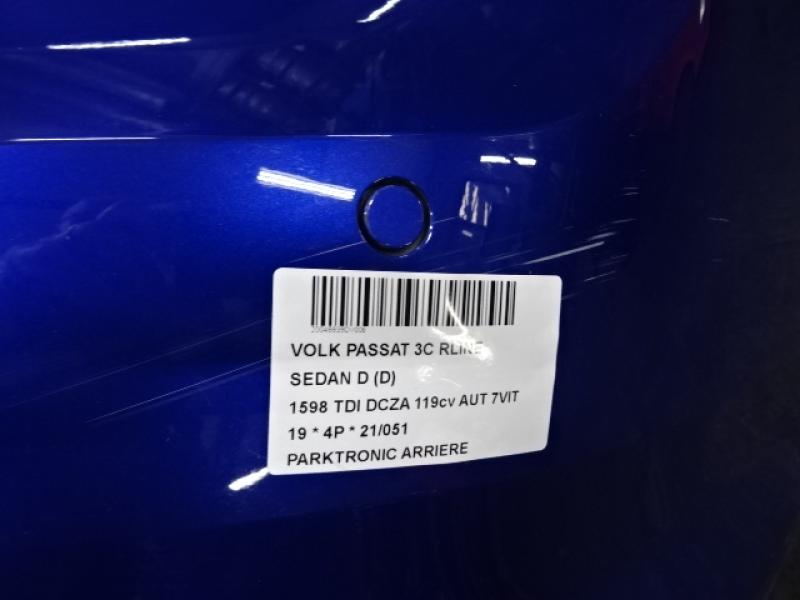 VOLK PASSAT 3C RLINE
SEDAN D (D)
1598 TDI DCZA 119cv AUT 7VIT
19 * 4P * 21/051
PARKTRONIC ARRIERE